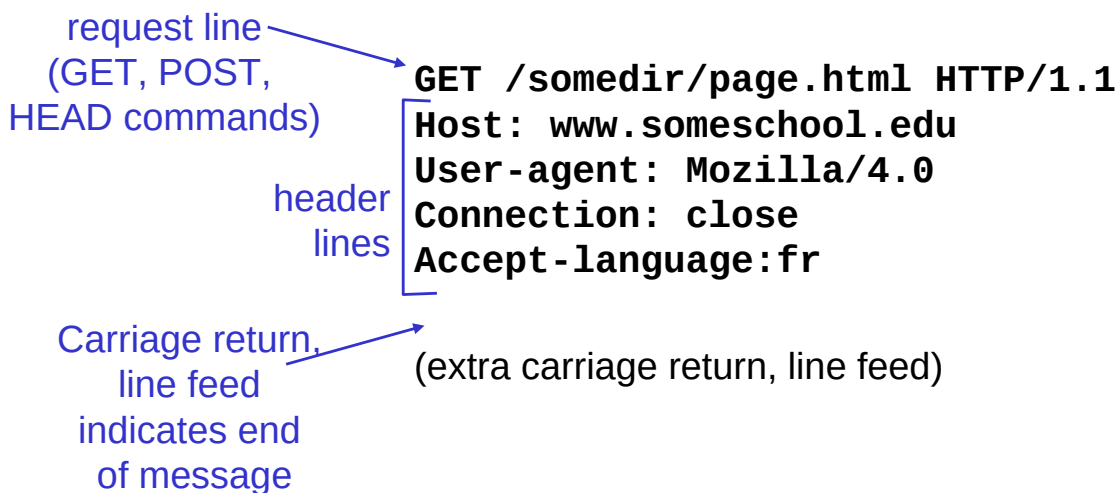 request line
(GET, POST,
HEAD commands)
GET /somedir/page.html HTTP/1.1
Host: www.someschool.edu
User-agent: Mozilla/4.0
Connection: close
Accept-language:fr
header
lines
Carriage return,
line feed
indicates end
of message
(extra carriage return, line feed)